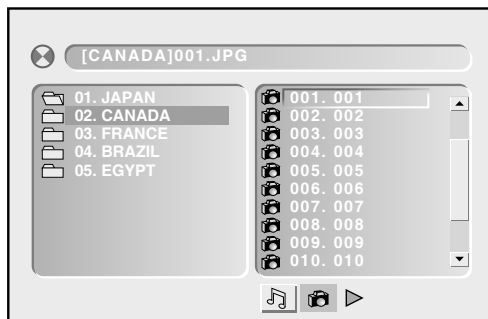 [CANADA]001.JPG
01. JAPAN
02. CANADA
03. FRANCE
04. BRAZIL
05. EGYPT
001. 001
002. 002
003. 003
004. 004
005. 005
006. 006
007. 007
008. 008
009. 009
010. 010